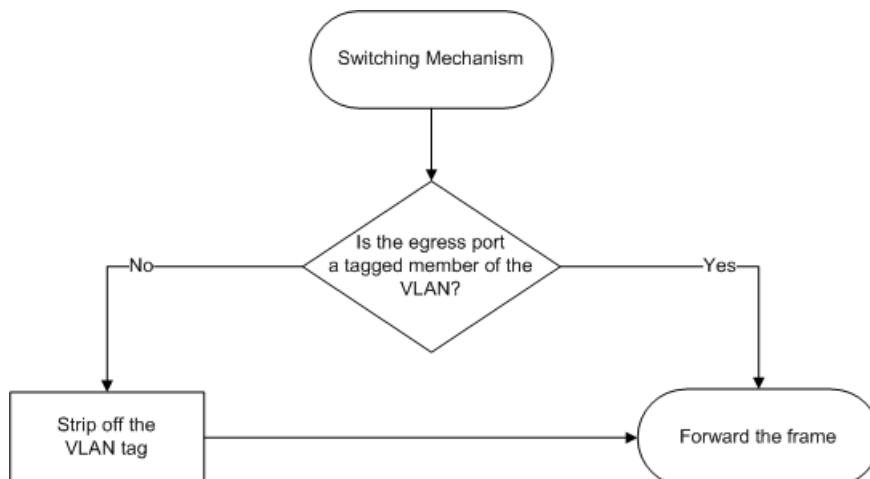 Switching Mechanism
Is the egress port
a tagged member of the
VLAN?
No
Yes
Strip off the
VLAN tag
Forward the frame